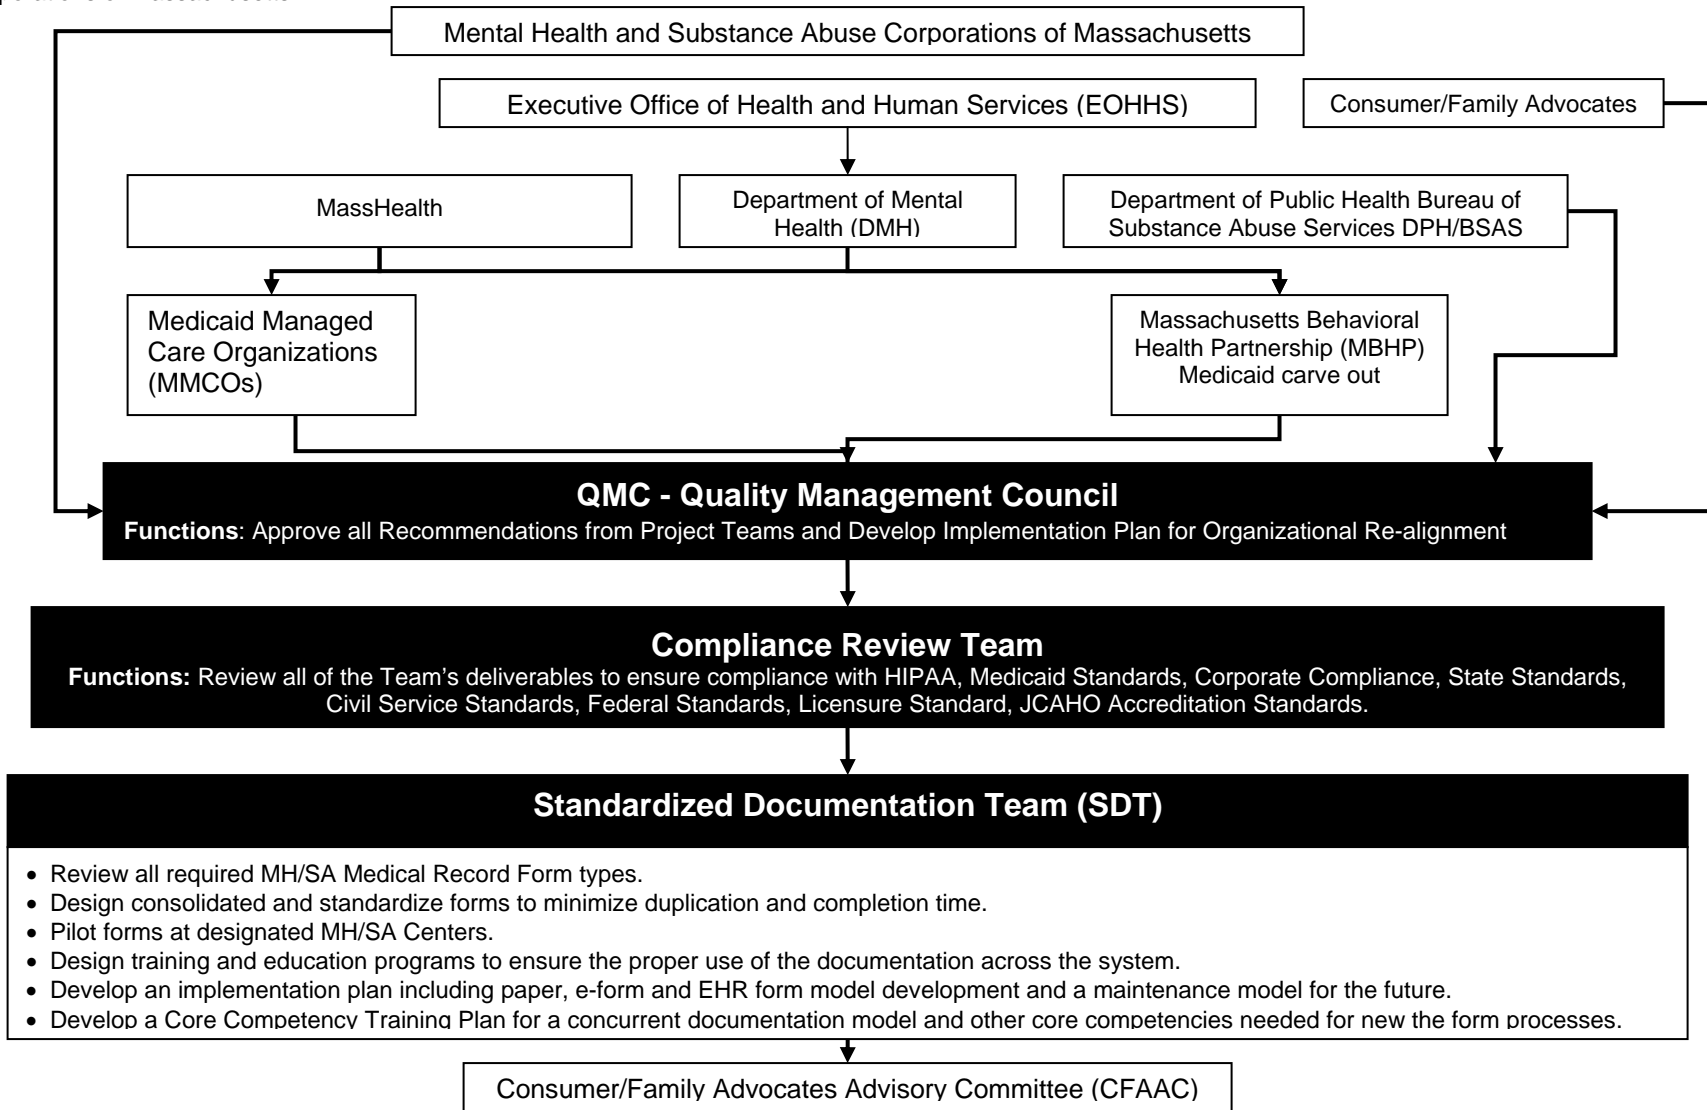 Mental Health and Substance Abuse Corporations of Massachusetts
Executive Office of Health and Human Services (EOHHS)
Consumer/Family Advocates
MassHealth
Department of Mental
Health (DMH)
Department of Public Health Bureau of
Substance Abuse Services DPH/BSAS
Medicaid Managed
Care Organizations
(MMCOs)
Massachusetts Behavioral
Health Partnership (MBHP)
Medicaid carve out
QMC - Quality Management Council
Functions: Approve all Recommendations from Project Teams and Develop Implementation Plan for Organizational Re-alignment
Compliance Review Team
Functions: Review all of the Team's deliverables to ensure compliance with HIPAA, Medicaid Standards, Corporate Compliance, State Standards,
Civil Service Standards, Federal Standards, Licensure Standard, JCAHO Accreditation Standards.
Standardized Documentation Team (SDT)
• Review all required MH/SA Medical Record Form types.
• Design consolidated and standardize forms to minimize duplication and completion time.
• Pilot forms at designated MH/SA Centers.
• Design training and education programs to ensure the proper use of the documentation across the system.
• Develop an implementation plan including paper, e-form and EHR form model development and a maintenance model for the future.
• Develop a Core Competency Training Plan for a concurrent documentation model and other core competencies needed for new the form processes.
Consumer/Family Advocates Advisory Committee (CFAAC)